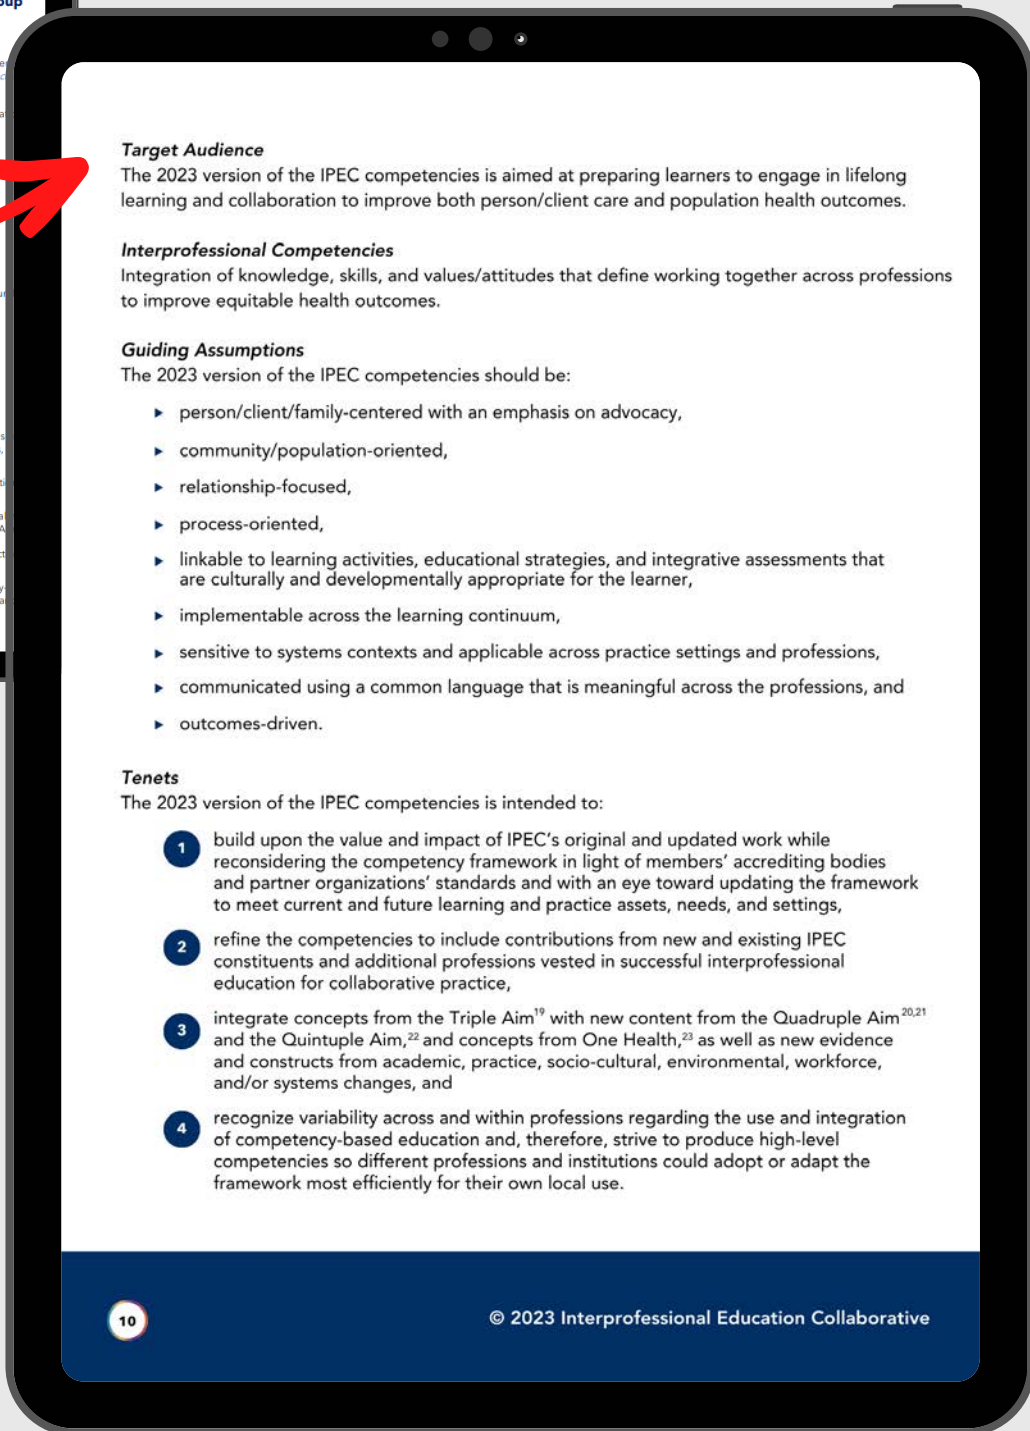 Target Audience
The 2023 version of the IPEC competencies is aimed at preparing learners to engage in lifelong
learning and collaboration to improve both person/client care and population health outcomes.
Interprofessional Competencies
Integration of knowledge, skills, and values/attitudes that define working together across professions
to improve equitable health outcomes.
Guiding Assumptions
The 2023 version of the IPEC competencies should be:
▸ person/client/family-centered with an emphasis on advocacy,
▸ community/population-oriented,
▸ relationship-focused,
▸ process-oriented,
▸ linkable to learning activities, educational strategies, and integrative assessments that
are culturally and developmentally appropriate for the learner,
▸ implementable across the learning continuum,
▸ sensitive to systems contexts and applicable across practice settings and professions,
▸ communicated using a common language that is meaningful across the professions, and
▸ outcomes-driven.
Tenets
The 2023 version of the IPEC competencies is intended to:
1 build upon the value and impact of IPEC's original and updated work while
reconsidering the competency framework in light of members' accrediting bodies
and partner organizations' standards and with an eye toward updating the framework
to meet current and future learning and practice assets, needs, and settings,
2 refine the competencies to include contributions from new and existing IPEC
constituents and additional professions vested in successful interprofessional
education for collaborative practice,
3 integrate concepts from the Triple Aim19 with new content from the Quadruple Aim20,21
and the Quintuple Aim,22 and concepts from One Health,23 as well as new evidence
and constructs from academic, practice, socio-cultural, environmental, workforce,
and/or systems changes, and
4 recognize variability across and within professions regarding the use and integration
of competency-based education and, therefore, strive to produce high-level
competencies so different professions and institutions could adopt or adapt the
framework most efficiently for their own local use.
10
© 2023 Interprofessional Education Collaborative